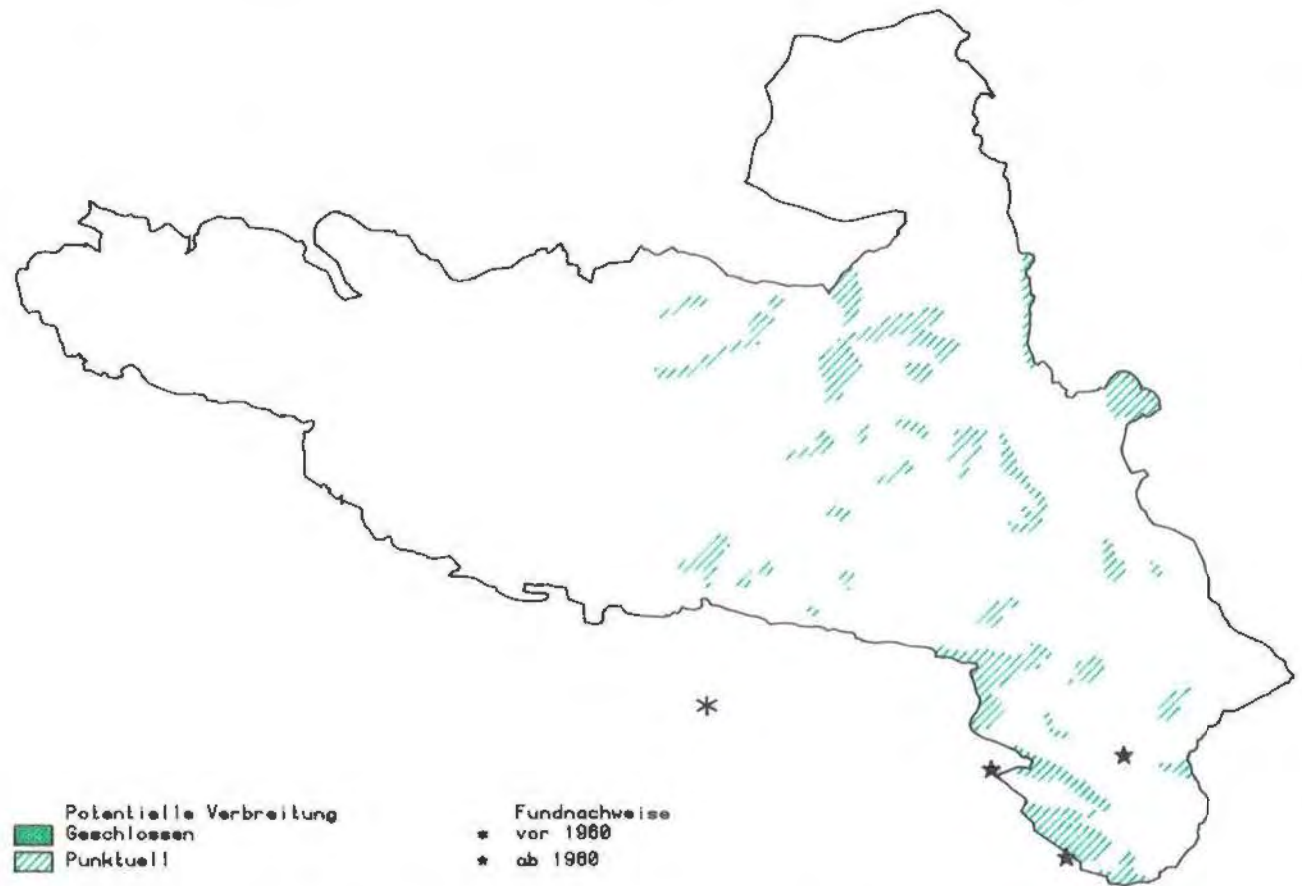 Potentielle Verbreitung
Geschlossen
Punktuell
Fundnachweise
vor 1980
ab 1980